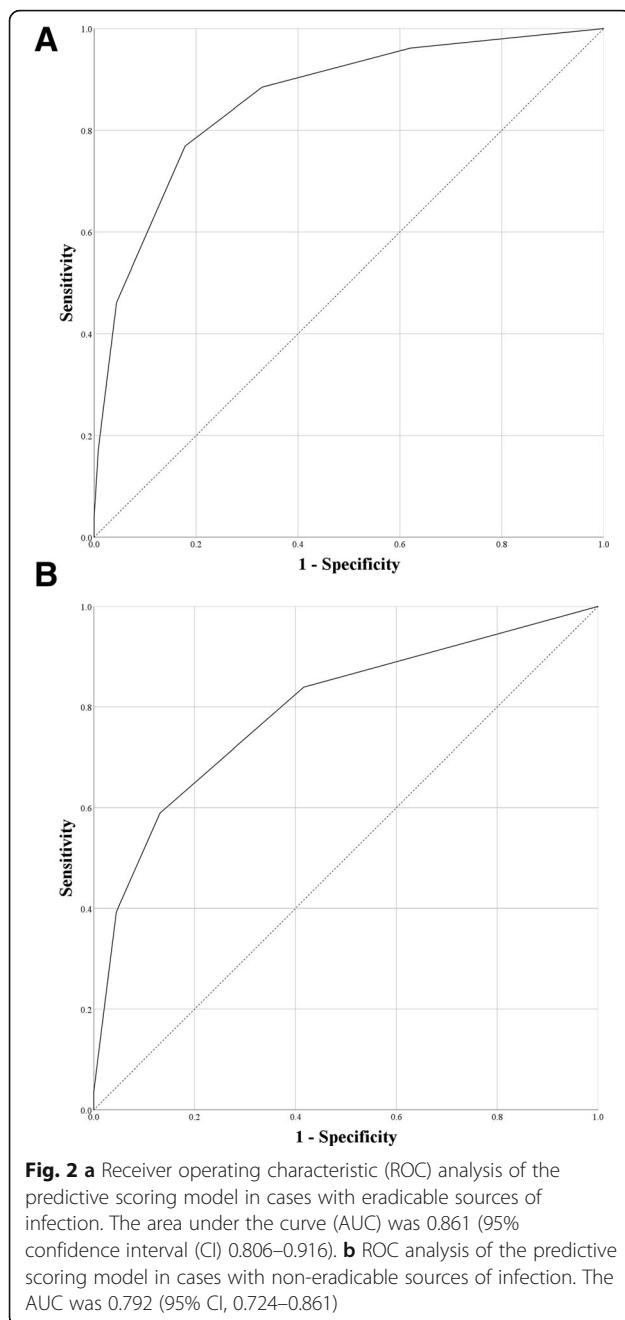 A
1.0
0.8
0.6
0.4
0.2
0.0
Sensitivity
0.0 0.2 0.4 0.6 0.8 1.0
1 - Specificity
B
1.0
0.8
0.6
0.4
0.2
0.0
Sensitivity
0.0 0.2 0.4 0.6 0.8 1.0
1 - Specificity
Fig. 2 a Receiver operating characteristic (ROC) analysis of the
predictive scoring model in cases with eradicable sources of
infection. The area under the curve (AUC) was 0.861 (95%
confidence interval (CI) 0.806–0.916). b ROC analysis of the predictive
scoring model in cases with non-eradicable sources of infection. The
AUC was 0.792 (95% CI, 0.724–0.861)